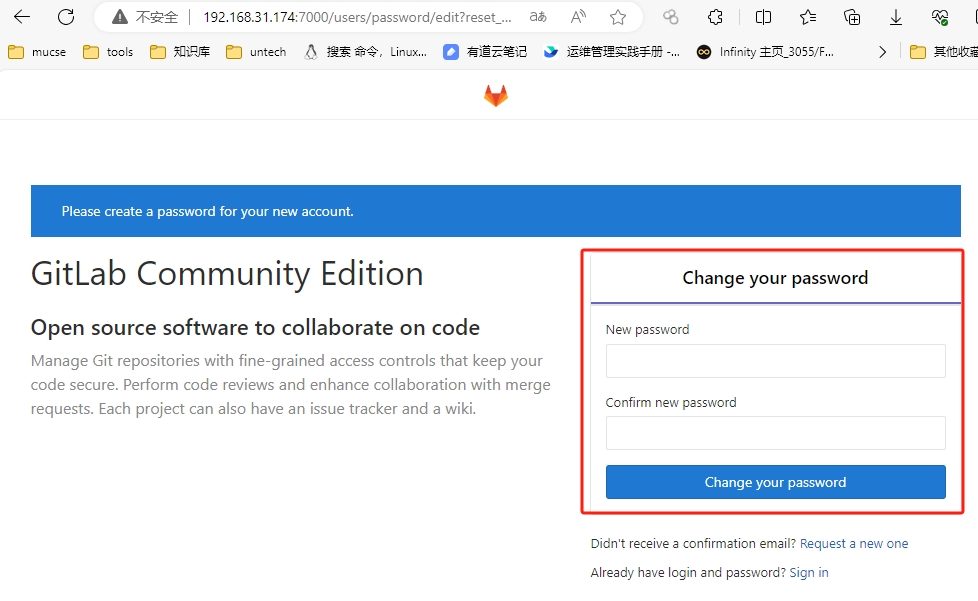 不安全 192.168.31.174:7000/users/password/edit?reset_...
mucse tools 知识库 untech 搜索 命令，Linux... 有道云笔记 运维管理实践手册 -... Infinity 主页_3055/F... 其他收藏
Please create a password for your new account.
GitLab Community Edition
Open source software to collaborate on code
Manage Git repositories with fine-grained access controls that keep your
code secure. Perform code reviews and enhance collaboration with merge
requests. Each project can also have an issue tracker and a wiki.
Change your password
New password
Confirm new password
Change your password
Didn't receive a confirmation email? Request a new one
Already have login and password? Sign in